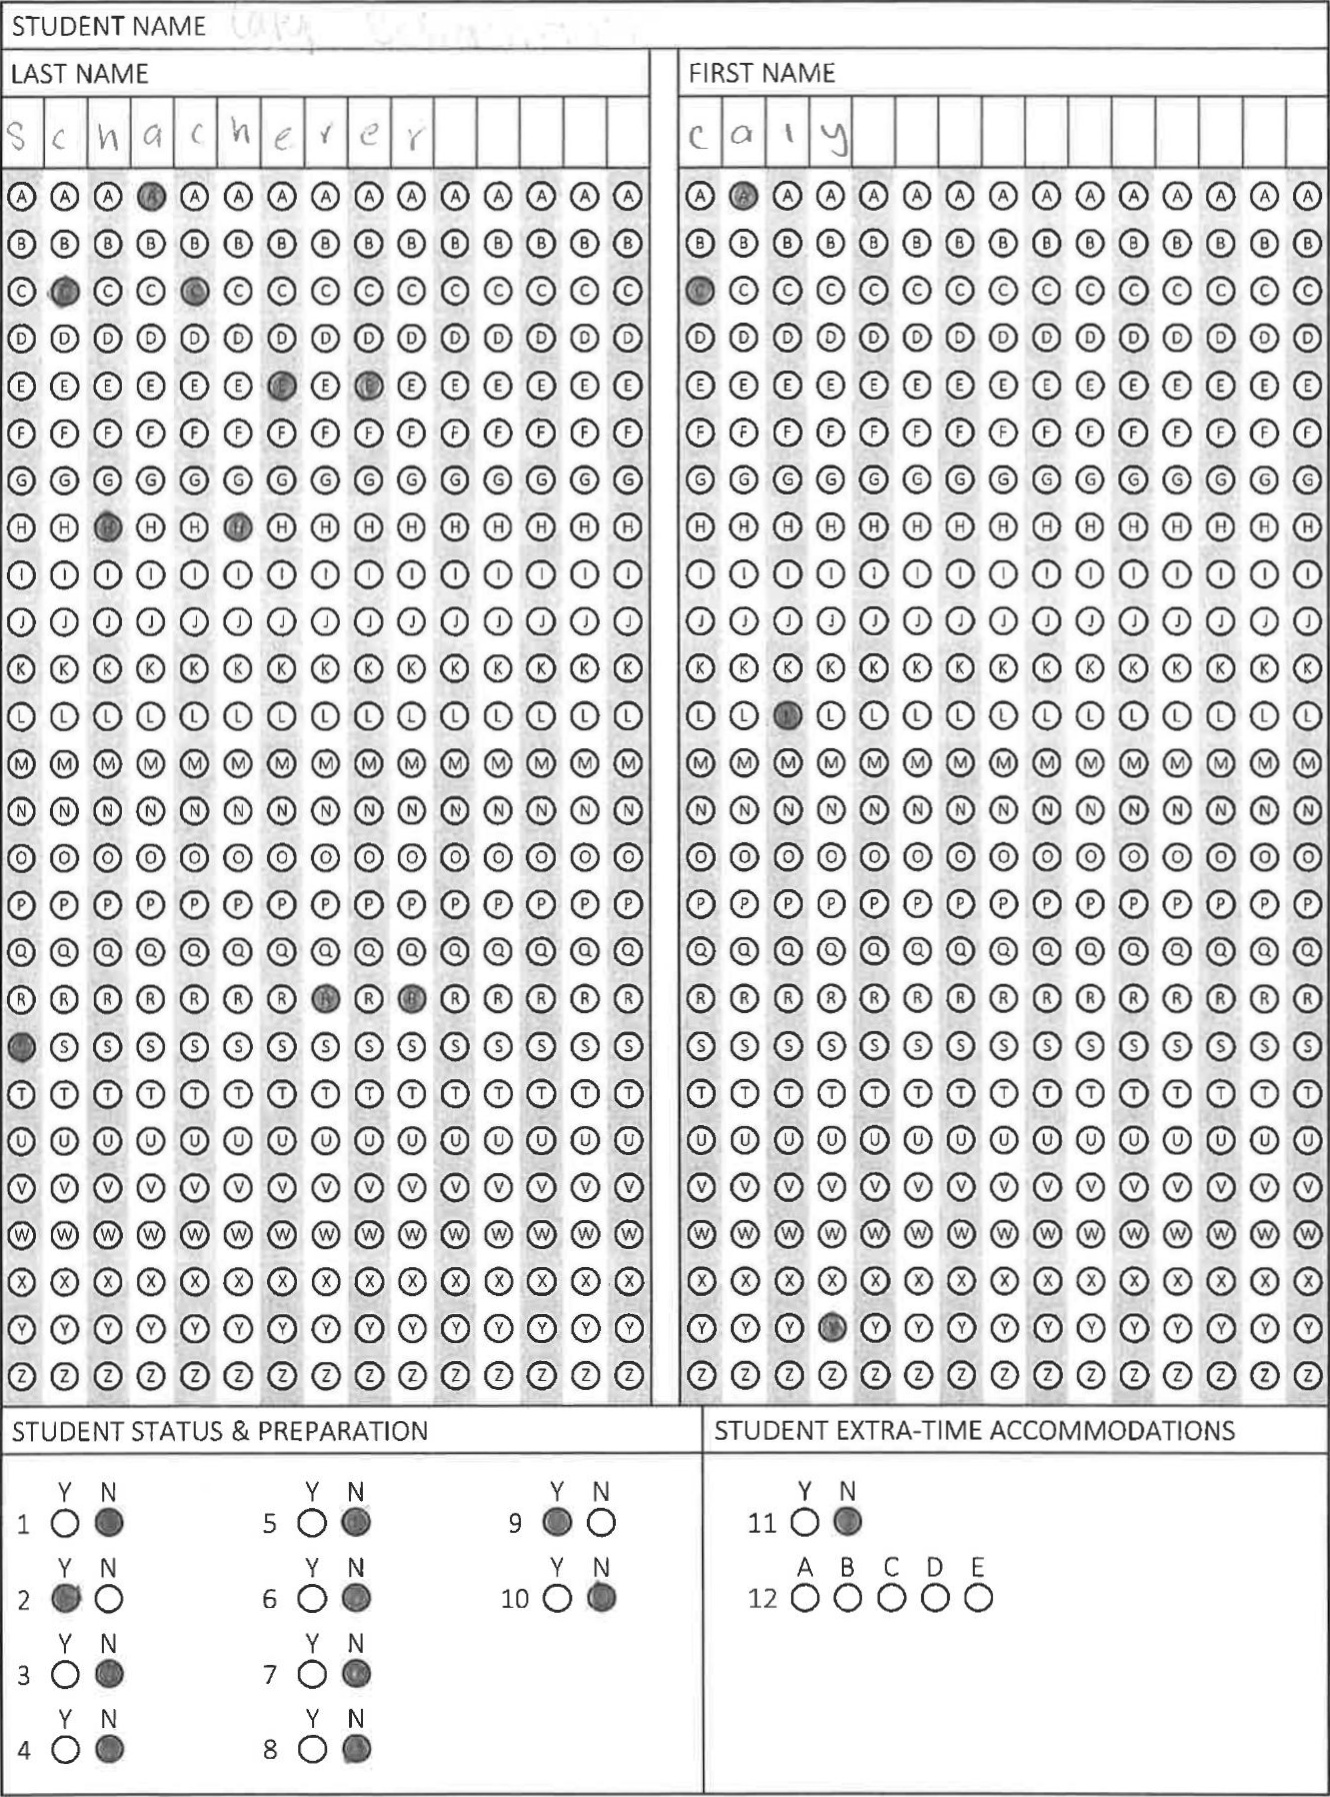 STUDENT NAME
LAST NAME
FIRST NAME
S c h a c h e r e r
c a l y
A A A A A A A A A A A A A A A A A A A A A A A A A A A A A A
B B B B B B B B B B B B B B B B B B B B B B B B B B B B B B
C C C C C C C C C C C C C C C C C C C C C C C C C C C C C C
D D D D D D D D D D D D D D D D D D D D D D D D D D D D D D
E E E E E E E E E E E E E E E E E E E E E E E E E E E E E E
F F F F F F F F F F F F F F F F F F F F F F F F F F F F F F
G G G G G G G G G G G G G G G G G G G G G G G G G G G G G G
H H H H H H H H H H H H H H H H H H H H H H H H H H H H H H
I I I I I I I I I I I I I I I I I I I I I I I I I I I I I I
J J J J J J J J J J J J J J J J J J J J J J J J J J J J J J
K K K K K K K K K K K K K K K K K K K K K K K K K K K K K K
L L L L L L L L L L L L L L L L L L L L L L L L L L L L L L
M M M M M M M M M M M M M M M M M M M M M M M M M M M M M M
N N N N N N N N N N N N N N N N N N N N N N N N N N N N N N
O O O O O O O O O O O O O O O O O O O O O O O O O O O O O O
P P P P P P P P P P P P P P P P P P P P P P P P P P P P P P
Q Q Q Q Q Q Q Q Q Q Q Q Q Q Q Q Q Q Q Q Q Q Q Q Q Q Q Q Q Q
R R R R R R R R R R R R R R R R R R R R R R R R R R R R R R
S S S S S S S S S S S S S S S S S S S S S S S S S S S S S
T T T T T T T T T T T T T T T T T T T T T T T T T T T T T T
U U U U U U U U U U U U U U U U U U U U U U U U U U U U U U
V V V V V V V V V V V V V V V V V V V V V V V V V V V V V V
W W W W W W W W W W W W W W W W W W W W W W W W W W W W W W
X X X X X X X X X X X X X X X X X X X X X X X X X X X X X X
Y Y Y Y Y Y Y Y Y Y Y Y Y Y Y Y Y Y Y Y Y Y Y Y Y Y Y Y Y Y
Z Z Z Z Z Z Z Z Z Z Z Z Z Z Z Z Z Z Z Z Z Z Z Z Z Z Z Z Z Z
STUDENT STATUS & PREPARATION
Y N Y N Y N
1 5 9
Y N Y N Y N
2 6 10
Y N Y N
3 7
Y N Y N
4 8
STUDENT EXTRA-TIME ACCOMMODATIONS
Y N
11
A B C D E
12